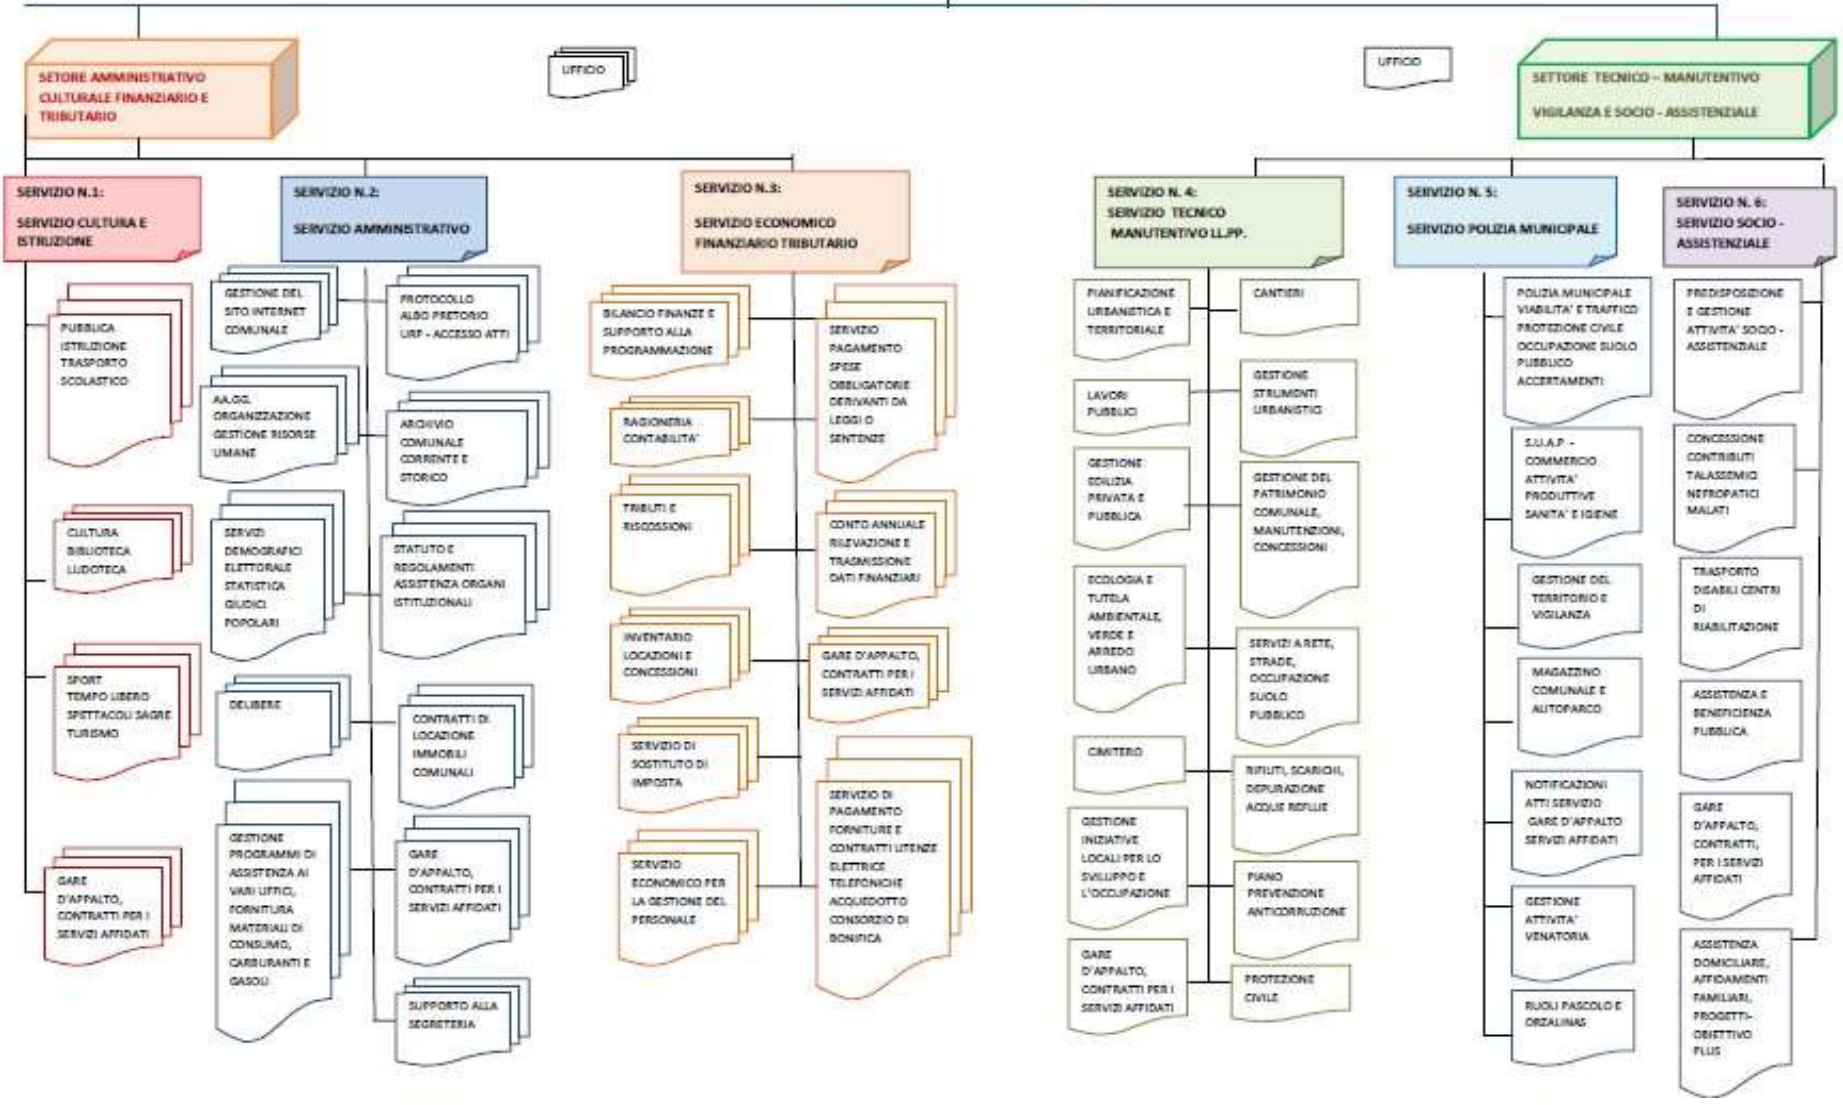 SETORE AMMINISTRATIVO
CULTURALE FINANZIARIO E
TRIBUTARIO
UFFICIO
UFFICIO
SETTORE TECNICO – MANUTENTIVO
VIGILANZA E SOCIO - ASSISTENZIALE
SERVIZIO N.1:
SERVIZIO CULTURA E
ISTRUZIONE
SERVIZIO N.2:
SERVIZIO AMMINISTRATIVO
SERVIZIO N.3:
SERVIZIO ECONOMICO
FINANZIARIO TRIBUTARIO
SERVIZIO N. 4:
SERVIZIO TECNICO
MANUTENTIVO LL.PP.
SERVIZIO N. 5:
SERVIZIO POLIZIA MUNICIPALE
SERVIZIO N. 6:
SERVIZIO SOCIO -
ASSISTENZIALE
PUBBLICA
ISTRUZIONE
TRASPORTO
SCOLASTICO
CULTURA
BIBLIOTECA
LUDOTECA
SPORT
TEMPO LIBERO
SPETTACOLI SAGRE
TURISMO
GARE
D'APPALTO,
CONTRATTI PER I
SERVIZI AFFIDATI
GESTIONE DEL
SITO INTERNET
COMUNALE
PROTOCOLLO
ALBO PRETORIO
URP - ACCESSO ATTI
AA.GG.
ORGANIZZAZIONE
GESTIONE RISORSE
UMANE
ARCHIVIO
COMUNALE
CORRENTE E
STORICO
SERVIZI
DEMOGRAFICI
ELETTORALE
STATISTICA
GIUDICI
POPOLARI
STATUTO E
REGOLAMENTI
ASSISTENZA ORGANI
ISTITUZIONALI
DELIBERE
CONTRATTI DI
LOCAZIONE
IMMOBILI
COMUNALI
GESTIONE
PROGRAMMI DI
ASSISTENZA AI
VARI UFFICI,
FORNITURA
MATERIALI DI
CONSUMO,
CARBURANTI E
GASOLI
GARE
D'APPALTO,
CONTRATTI PER I
SERVIZI AFFIDATI
SUPPORTO ALLA
SEGRETERIA
BILANCIO FINANZE E
SUPPORTO ALLA
PROGRAMMAZIONE
SERVIZIO
PAGAMENTO
SPESE
OBBLIGATORIE
DERIVANTI DA
LEGGI O
SENTENZE
RAGIONERIA
CONTABILITA'
TRIBUTI E
RISCOSSIONI
CONTO ANNUALE
RILEVAZIONE E
TRASMISSIONE
DATI FINANZIARI
INVENTARIO
LOCAZIONI E
CONCESSIONI
GARE D'APPALTO,
CONTRATTI PER I
SERVIZI AFFIDATI
SERVIZIO DI
SOSTITUTO DI
IMPOSTA
SERVIZIO DI
PAGAMENTO
FORNITURE E
CONTRATTI UTENZE
ELETTRICE
TELEFONICHE
ACQUEDOTTO
CONSORZIO DI
BONIFICA
SERVIZIO
ECONOMICO PER
LA GESTIONE DEL
PERSONALE
PIANIFICAZIONE
URBANISTICA E
TERRITORIALE
CANTIERI
LAVORI
PUBBLICI
GESTIONE
STRUMENTI
URBANISTICI
GESTIONE
EDILIZIA
PRIVATA E
PUBBLICA
GESTIONE DEL
PATRIMONIO
COMUNALE,
MANUTENZIONI,
CONCESSIONI
ECOLOGIA E
TUTELA
AMBIENTALE,
VERDE E
ARREDO
URBANO
SERVIZI A RETE,
STRADE,
OCCUPAZIONE
SUOLO
PUBBLICO
CIMITERO
RIFIUTI, SCARICHI,
DEPURAZIONE
ACQUE REFLUE
GESTIONE
INIZIATIVE
LOCALI PER LO
SVILUPPO E
L'OCCUPAZIONE
PIANO
PREVENZIONE
ANTICORRUZIONE
GARE
D'APPALTO,
CONTRATTI PER I
SERVIZI AFFIDATI
PROTEZIONE
CIVILE
POLIZIA MUNICIPALE
VIABILITA' E TRAFFICO
PROTEZIONE CIVILE
OCCUPAZIONE SUOLO
PUBBLICO
ACCERTAMENTI
S.U.A.P. -
COMMERCIO
ATTIVITA'
PRODUTTIVE
SANITA' E IGIENE
GESTIONE DEL
TERRITORIO E
VIGILANZA
MAGAZZINO
COMUNALE E
AUTOPARCO
NOTIFICAZIONI
ATTI SERVIZIO
GARE D'APPALTO
SERVIZI AFFIDATI
GESTIONE
ATTIVITA'
VENATORIA
RUOLI PASCOLO E
ORZALINAS
PREDISPOSIZIONE
E GESTIONE
ATTIVITA' SOCIO -
ASSISTENZIALE
CONCESSIONE
CONTRIBUTI
TALASSEMICI
NEFROPATICI
MALATI
TRASPORTO
DISABILI CENTRI
DI
RIABILITAZIONE
ASSISTENZA E
BENEFICIENZA
PUBBLICA
GARE
D'APPALTO,
CONTRATTI,
PER I SERVIZI
AFFIDATI
ASSISTENZA
DOMICILIARE,
AFFIDAMENTI
FAMILIARI,
PROGETTI-
OBIETTIVO
PLUS